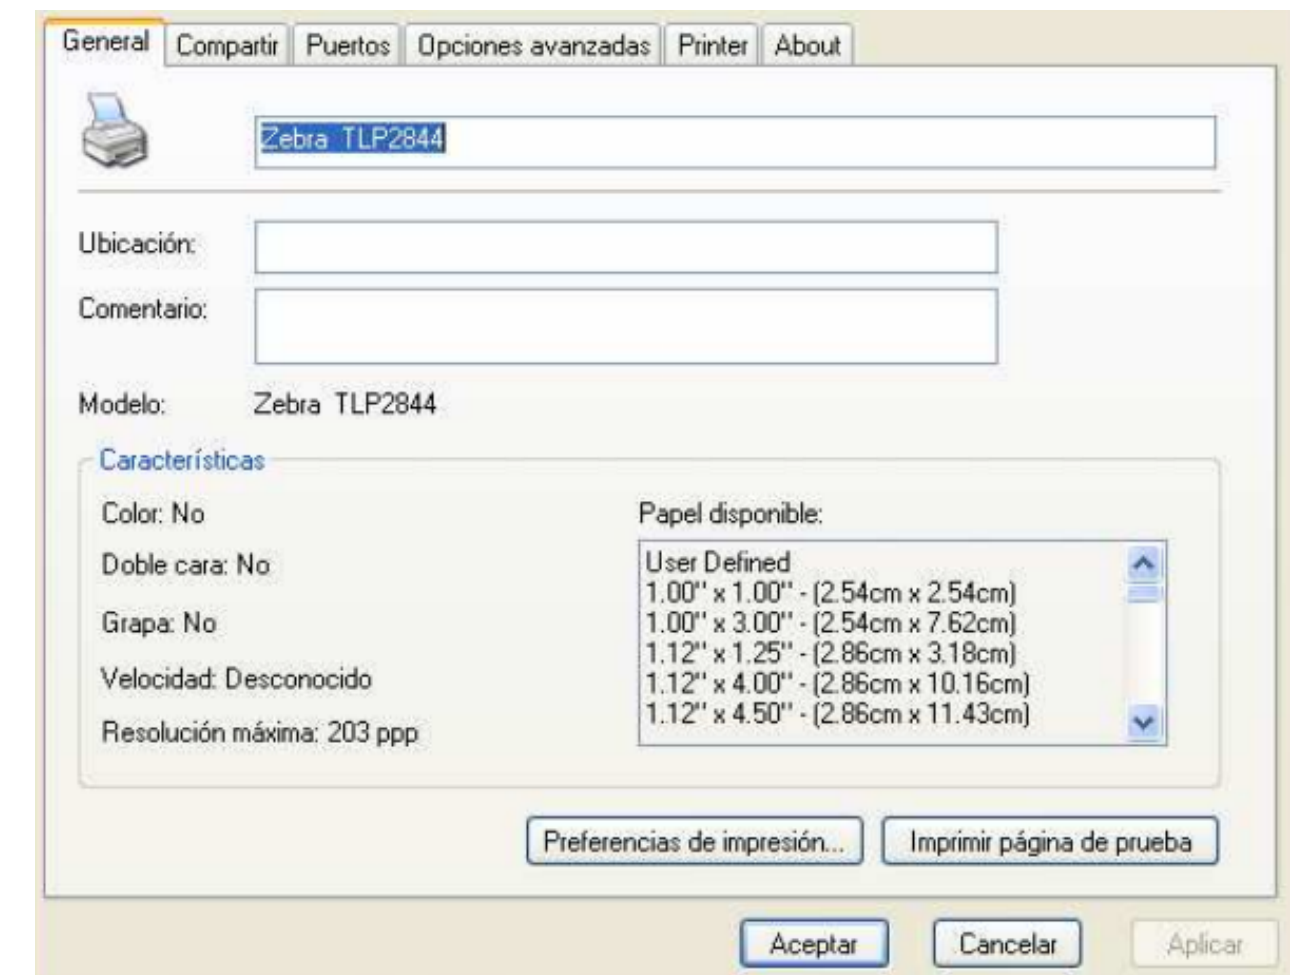 General Compartir Puertos Opciones avanzadas Printer About
Zebra TLP2844
Ubicación:
Comentario:
Modelo: Zebra TLP2844
Características
Color: No
Doble cara: No
Grapa: No
Velocidad: Desconocido
Resolución máxima: 203 ppp
Papel disponible:
User Defined
1.00" x 1.00" - (2.54cm x 2.54cm)
1.00" x 3.00" - (2.54cm x 7.62cm)
1.12" x 1.25" - (2.86cm x 3.18cm)
1.12" x 4.00" - (2.86cm x 10.16cm)
1.12" x 4.50" - (2.86cm x 11.43cm)
Preferencias de impresión... Imprimir página de prueba
Aceptar Cancelar Aplicar